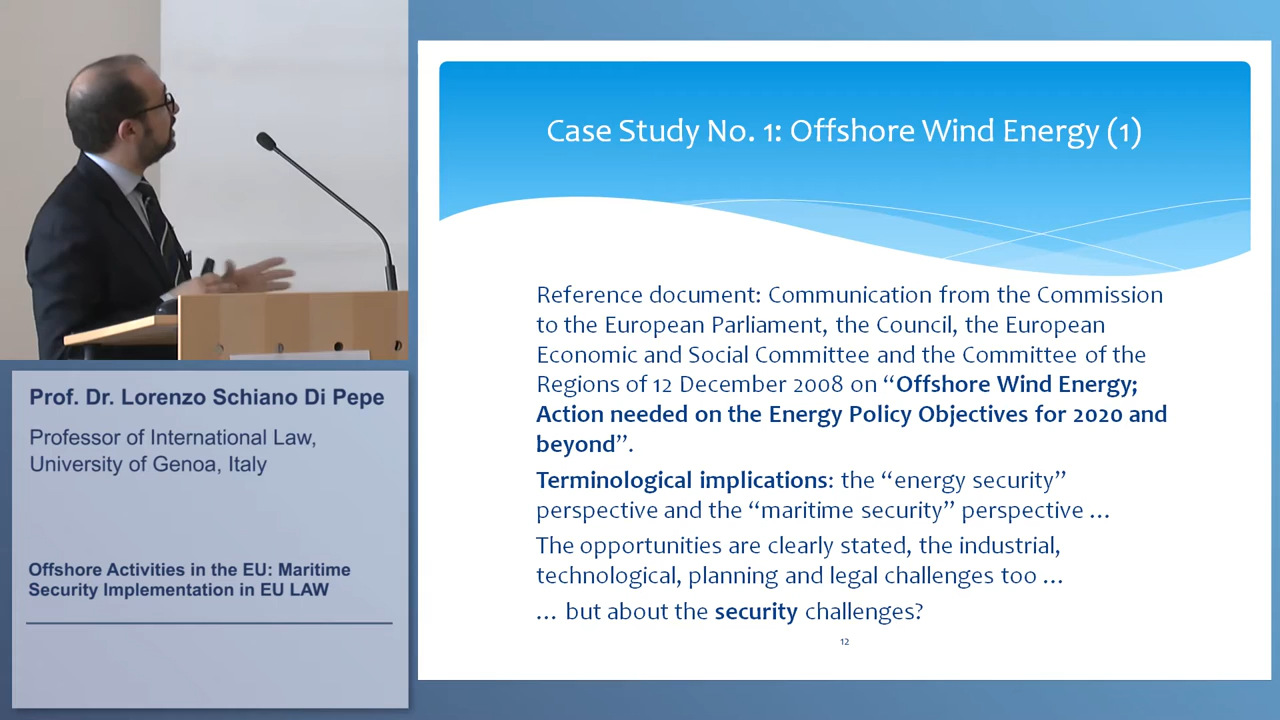 Prof. Dr. Lorenzo Schiano Di Pepe
Professor of International Law,
University of Genoa, Italy
Offshore Activities in the EU: Maritime
Security Implementation in EU LAW
Case Study No. 1: Offshore Wind Energy (1)
Reference document: Communication from the Commission
to the European Parliament, the Council, the European
Economic and Social Committee and the Committee of the
Regions of 12 December 2008 on “Offshore Wind Energy;
Action needed on the Energy Policy Objectives for 2020 and
beyond”.
Terminological implications: the “energy security”
perspective and the “maritime security” perspective …
The opportunities are clearly stated, the industrial,
technological, planning and legal challenges too …
… but about the security challenges?
12